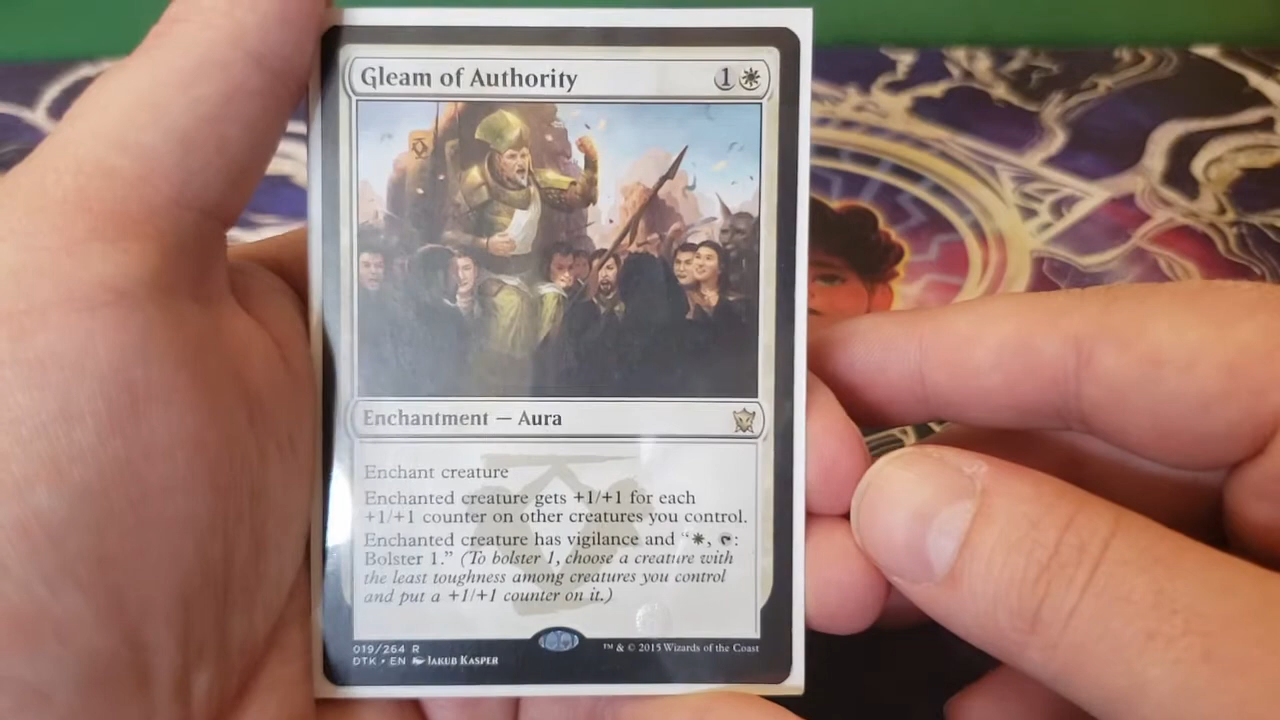 Gleam of Authority 1
Enchantment — Aura
Enchant creature
Enchanted creature gets +1/+1 for each
+1/+1 counter on other creatures you control.
Enchanted creature has vigilance and “ , :
Bolster 1.” (To bolster 1, choose a creature with
the least toughness among creatures you control
and put a +1/+1 counter on it.)
019/264 R
DTK • EN JAKUB KASPER
™ & © 2015 Wizards of the Coast